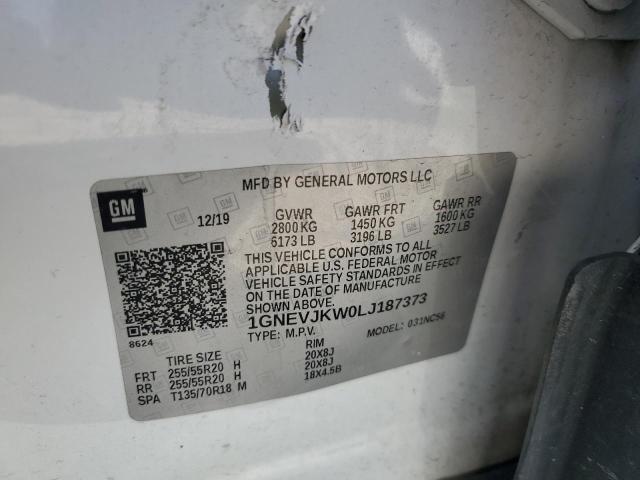 MFD BY GENERAL MOTORS LLC
GM
12/19
GVWR GAWR FRT GAWR RR
2800 KG 1450 KG 1600 KG
6173 LB 3196 LB 3527 LB
THIS VEHICLE CONFORMS TO ALL
APPLICABLE U.S. FEDERAL MOTOR
VEHICLE SAFETY STANDARDS IN EFFECT
ON THE DATE OF MANUFACTURE
SHOWN ABOVE.
1GNEVJKW0LJ187373
TYPE: M.P.V. MODEL: 031NC56
8624
TIRE SIZE RIM
FRT 255/55R20 H 20X8J
RR 255/55R20 H 20X8J
SPA T135/70R18 M 18X4.5B